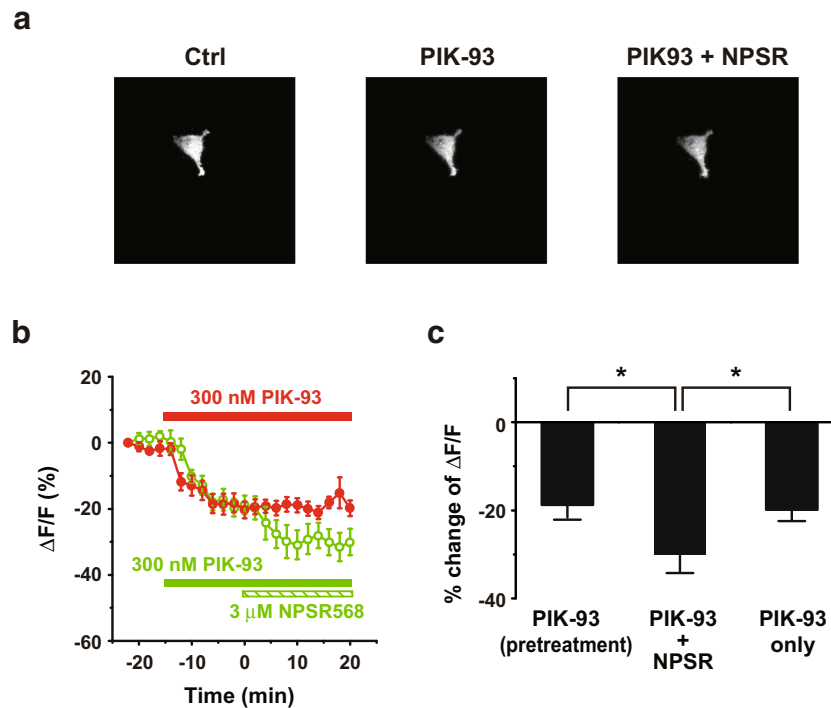 a
Ctrl
PIK-93
PIK93 + NPSR
b
20
0
-20
-40
-60
ΔF/F (%)
300 nM PIK-93
300 nM PIK-93
3 μM NPSR568
-20
-10
0
10
20
Time (min)
c
*
*
0
-20
-40
% change of ΔF/F
PIK-93
(pretreatment)
PIK-93
+
NPSR
PIK-93
only